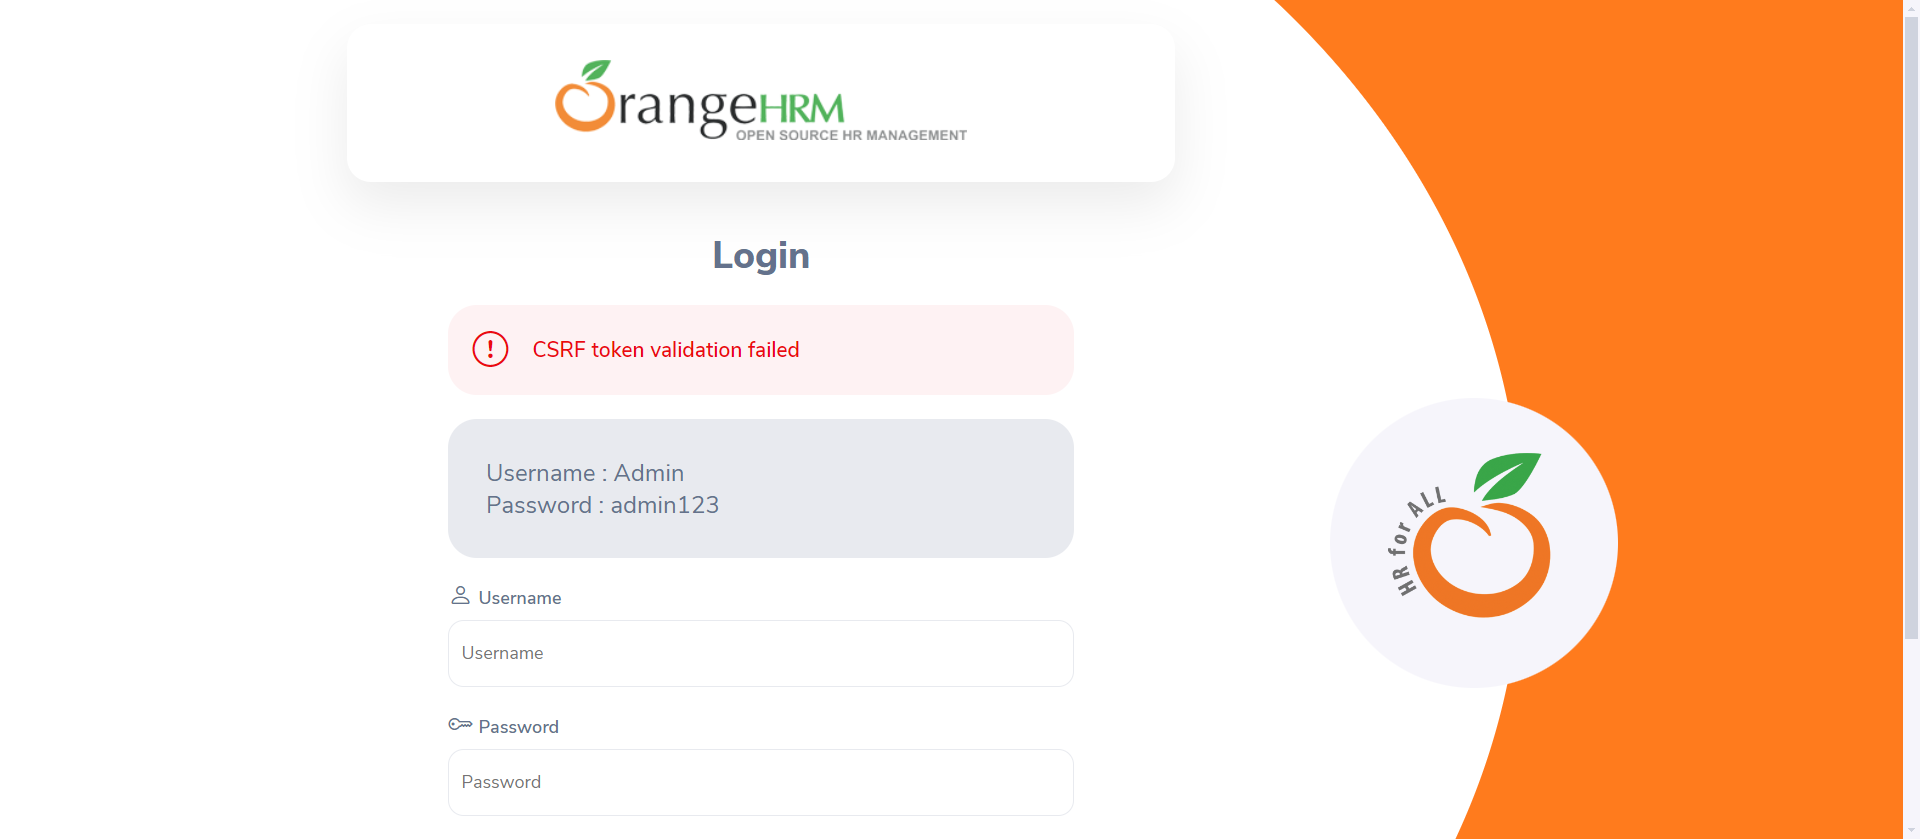 OrangeHRM
OPEN SOURCE HR MANAGEMENT
Login
CSRF token validation failed
Username : Admin
Password : admin123
Username
Username
Password
Password
HR for ALL